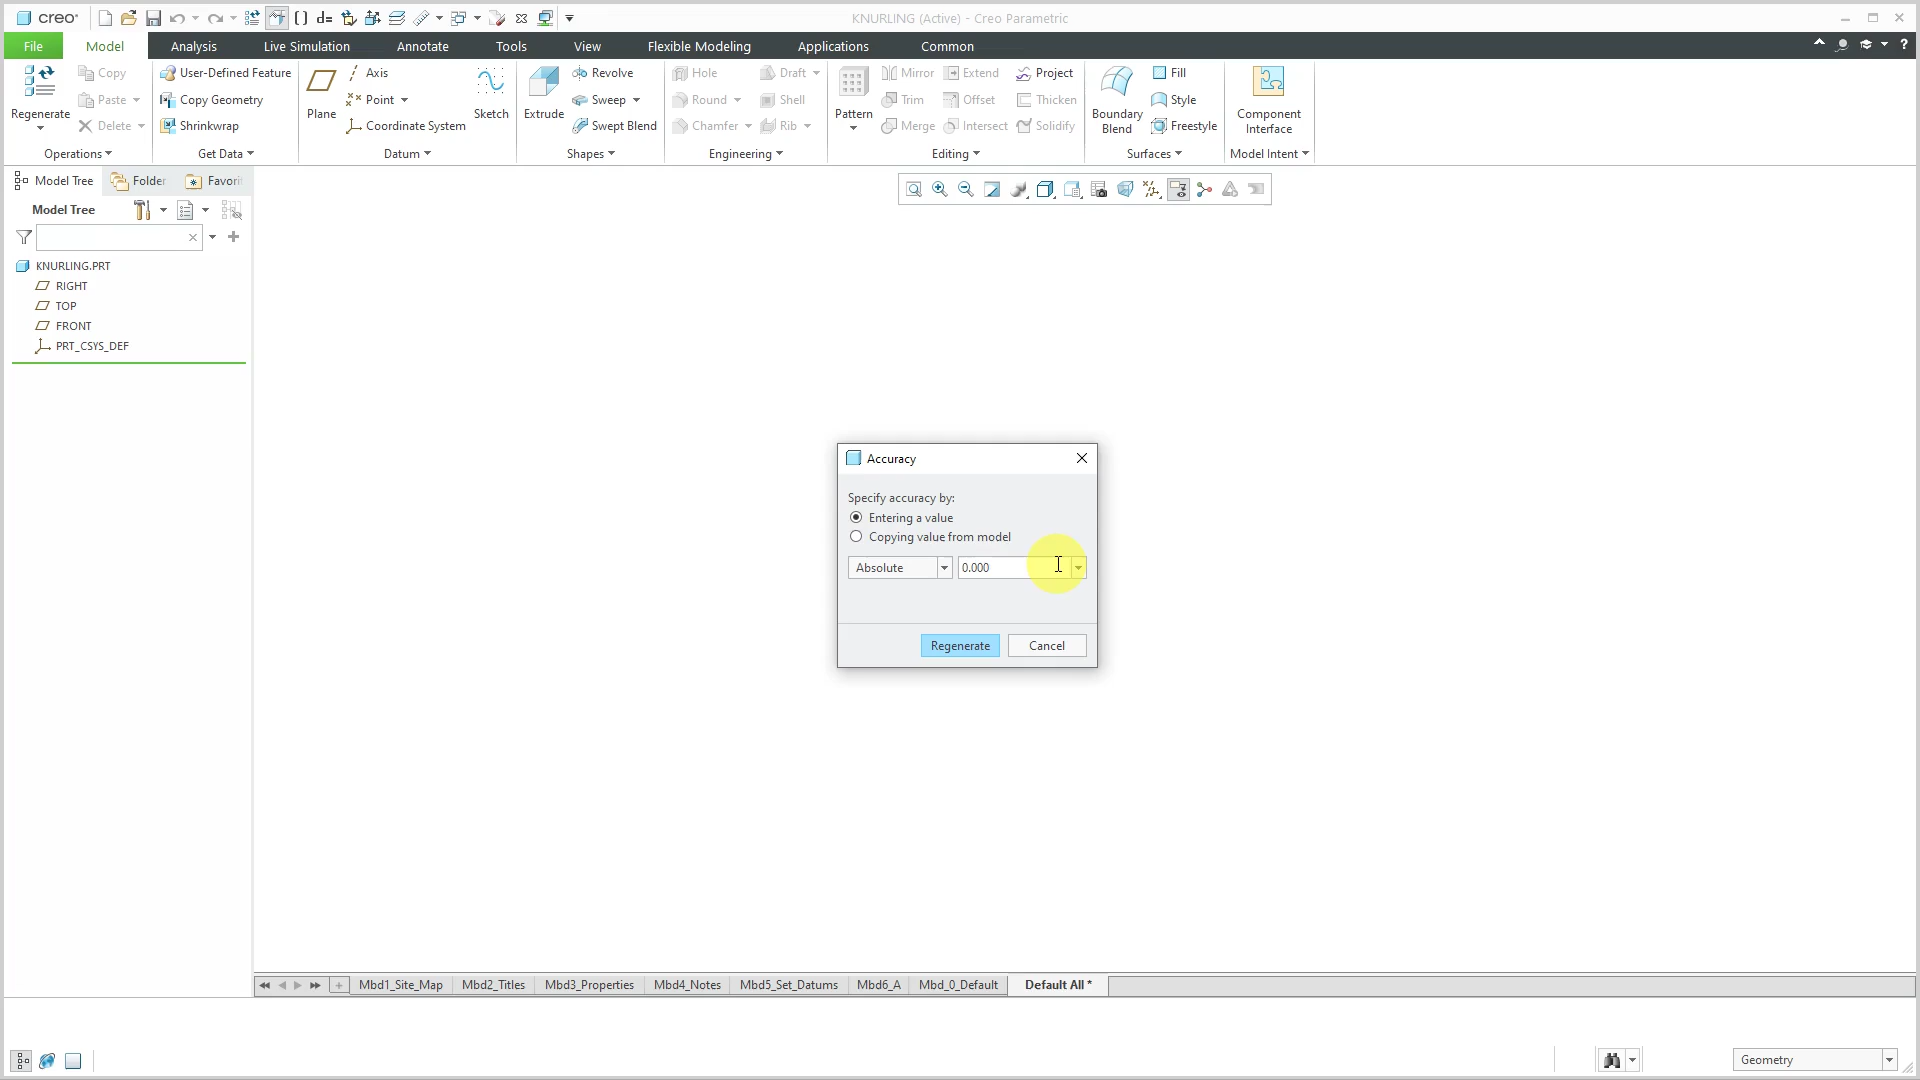 creo
d=
KNURLING (Active) - Creo Parametric
File
Model
Analysis
Live Simulation
Annotate
Tools
View
Flexible Modeling
Applications
Common
?
Regenerate
Copy
Paste
Delete
Operations
User-Defined Feature
Copy Geometry
Shrinkwrap
Get Data
Plane
Axis
Point
Coordinate System
Sketch
Datum
Extrude
Revolve
Sweep
Swept Blend
Shapes
Hole
Round
Chamfer
Draft
Shell
Rib
Engineering
Pattern
Mirror
Trim
Merge
Extend
Offset
Intersect
Project
Thicken
Solidify
Editing
Boundary
Blend
Fill
Style
Freestyle
Surfaces
Component
Interface
Model Intent
Model Tree
Folder
Favori
Model Tree
KNURLING.PRT
RIGHT
TOP
FRONT
PRT_CSYS_DEF
Accuracy
Specify accuracy by:
Entering a value
Copying value from model
Absolute
0.000
Regenerate
Cancel
Mbd1_Site_Map
Mbd2_Titles
Mbd3_Properties
Mbd4_Notes
Mbd5_Set_Datums
Mbd6_A
Mbd_0_Default
Default All *
Geometry